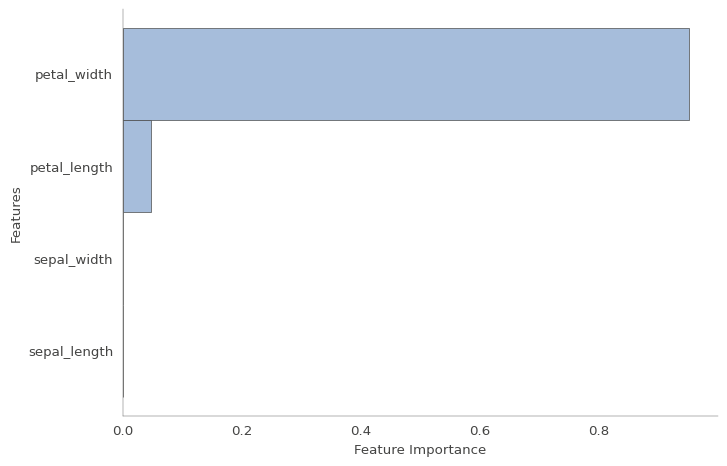 petal_width
petal_length
sepal_width
sepal_length
Features
0.0 0.2 0.4 0.6 0.8
Feature Importance